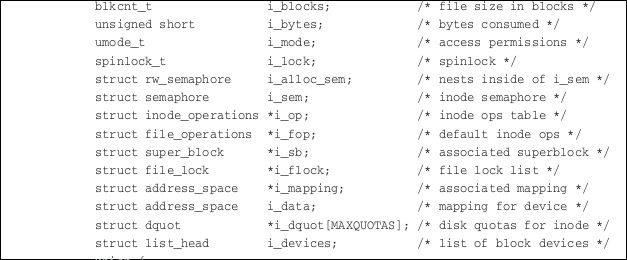 blkcnt_t i_blocks; /* file size in blocks */
unsigned short i_bytes; /* bytes consumed */
umode_t i_mode; /* access permissions */
spinlock_t i_lock; /* spinlock */
struct rw_semaphore i_alloc_sem; /* nests inside of i_sem */
struct semaphore i_sem; /* inode semaphore */
struct inode_operations *i_op; /* inode ops table */
struct file_operations *i_fop; /* default inode ops */
struct super_block *i_sb; /* associated superblock */
struct file_lock *i_flock; /* file lock list */
struct address_space *i_mapping; /* associated mapping */
struct address_space i_data; /* mapping for device */
struct dquot *i_dquot[MAXQUOTAS]; /* disk quotas for inode */
struct list_head i_devices; /* list of block devices */